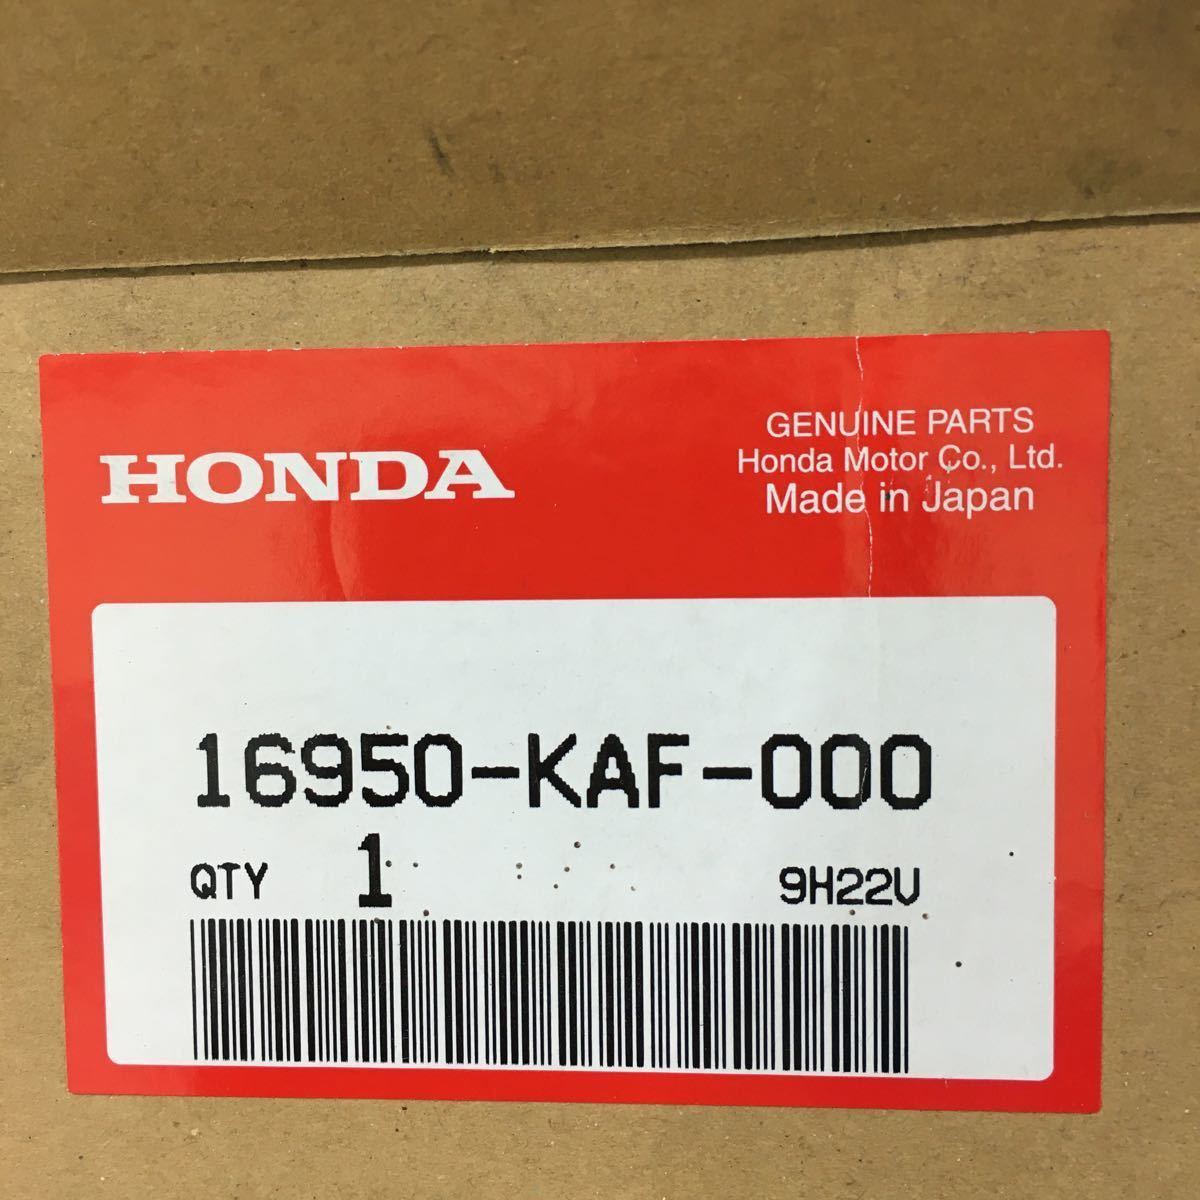 HONDA
GENUINE PARTS
Honda Motor Co., Ltd.
Made in Japan
16950-KAF-000
QTY 1 9H22V